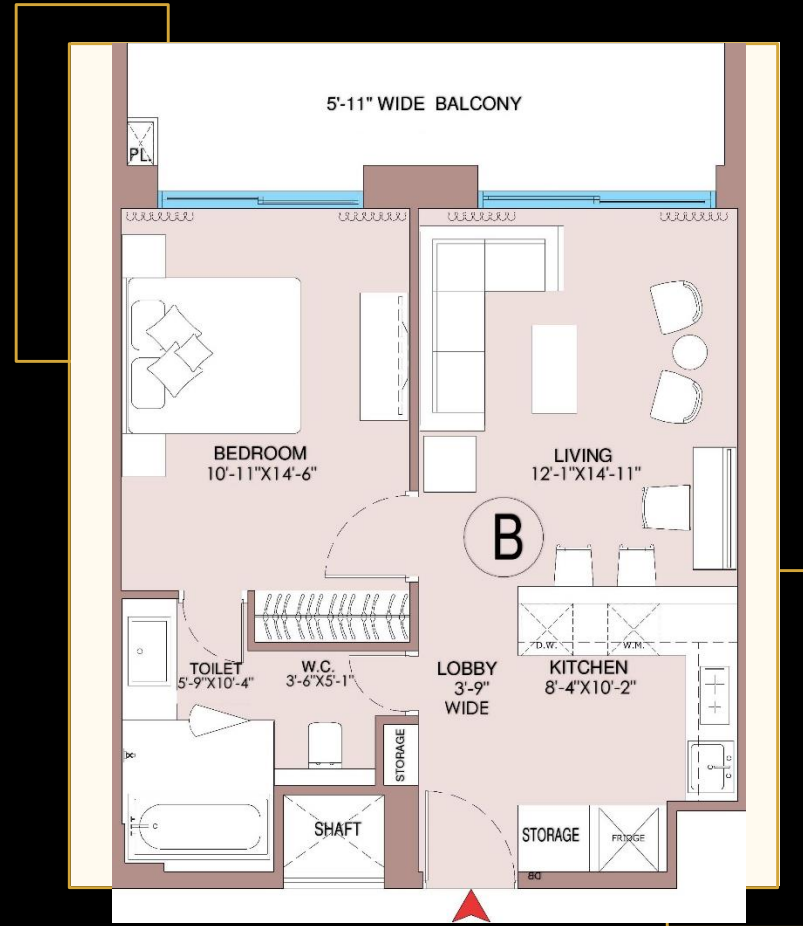 5'-11" WIDE BALCONY
PL.
BEDROOM
10'-11"X14'-6"
LIVING
12'-1"X14'-11"
B
D.W.
W.M.
TOILET
5'-9"X10'-4"
W.C.
3'-6"X5'-1"
LOBBY
3'-9"
WIDE
KITCHEN
8'-4"X10'-2"
STORAGE
SHAFT
STORAGE
FRIDGE
DB